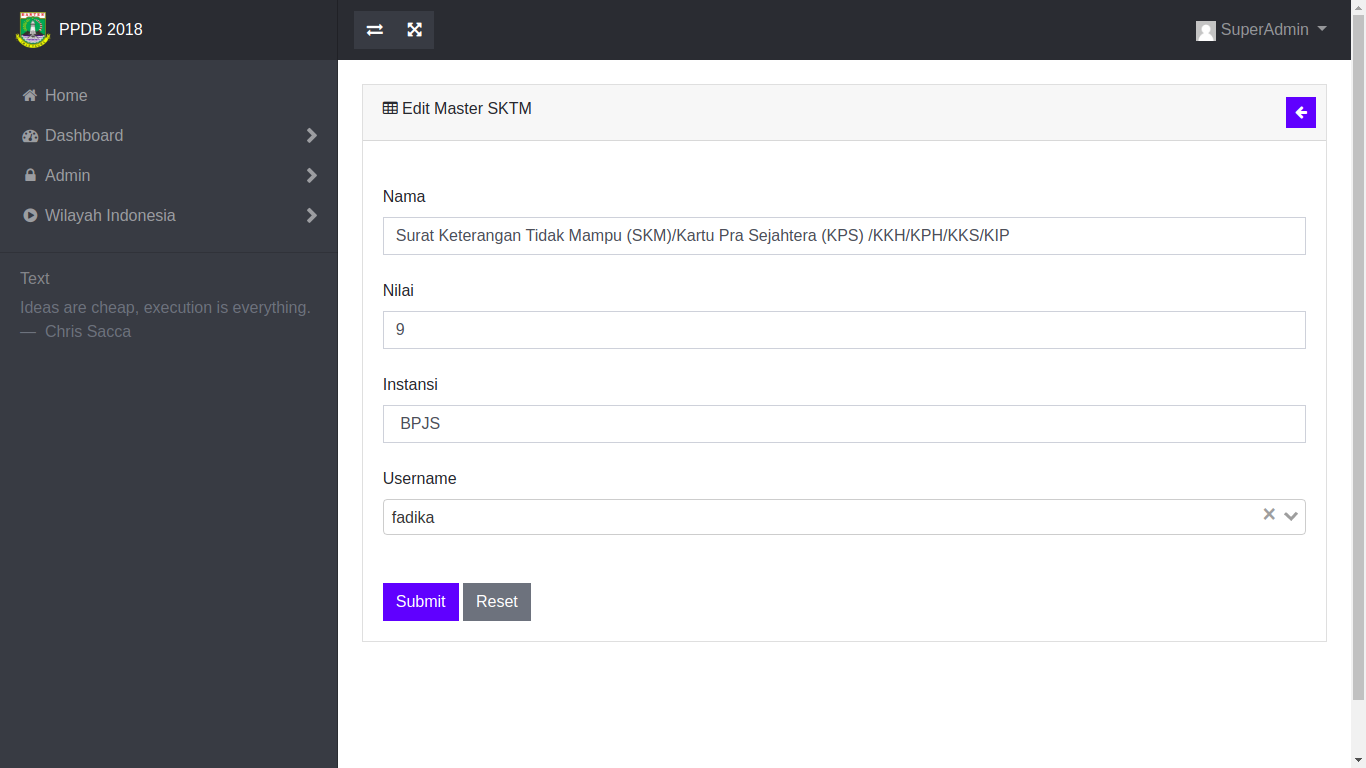 PPDB 2018
SuperAdmin
Home
Dashboard
Admin
Wilayah Indonesia
Text
Ideas are cheap, execution is everything.
— Chris Sacca
Edit Master SKTM
Nama
Surat Keterangan Tidak Mampu (SKM)/Kartu Pra Sejahtera (KPS) /KKH/KPH/KKS/KIP
Nilai
9
Instansi
BPJS
Username
fadika
Submit Reset